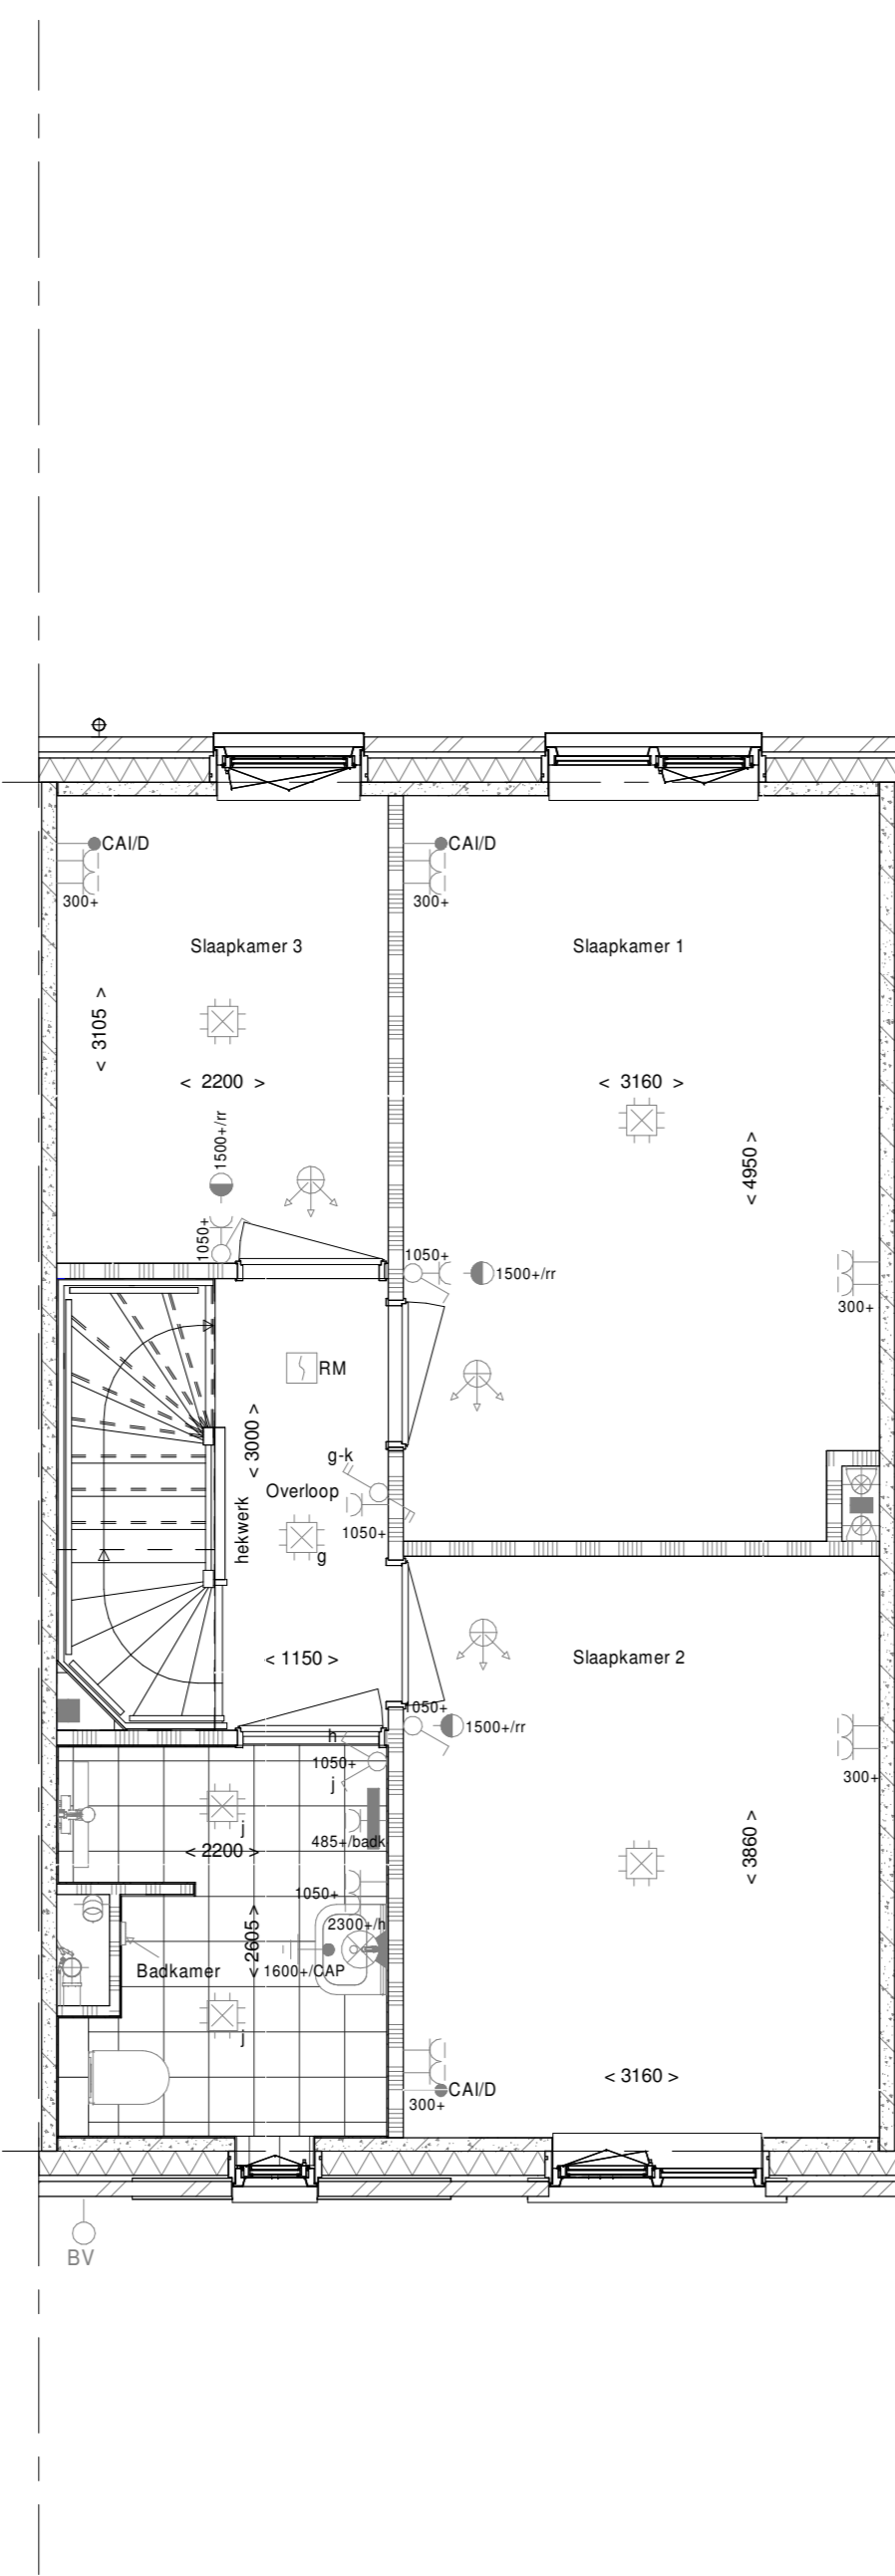 CAI/D
300+
CAI/D
300+
Slaapkamer 3
Slaapkamer 1
< 3105 >
< 2200 >
< 3160 >
1500+/rr
< 4950 >
1050+
1050+
1500+/rr
300+
RM
< 3000 >
g-k
Overloop
hekwerk
1050+
g
< 1150 >
Slaapkamer 2
1050+
1500+/rr
h
1050+
j
300+
j
485+/badk
< 2200 >
< 3860 >
1050+
2300+/h
< 2605 >
Badkamer
1600+/CAP
j
< 3160 >
CAI/D
300+
BV